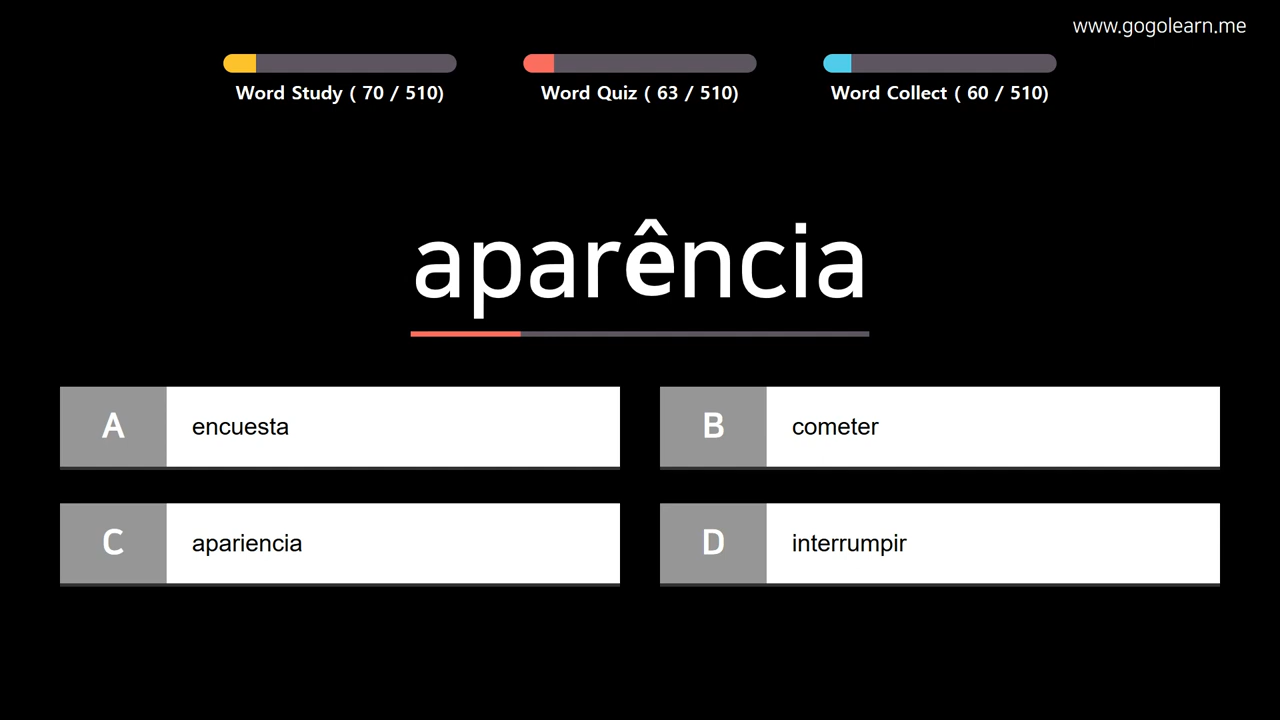 www.gogolearn.me
Word Study ( 70 / 510)
Word Quiz ( 63 / 510)
Word Collect ( 60 / 510)
aparência
A encuesta
B cometer
C apariencia
D interrumpir